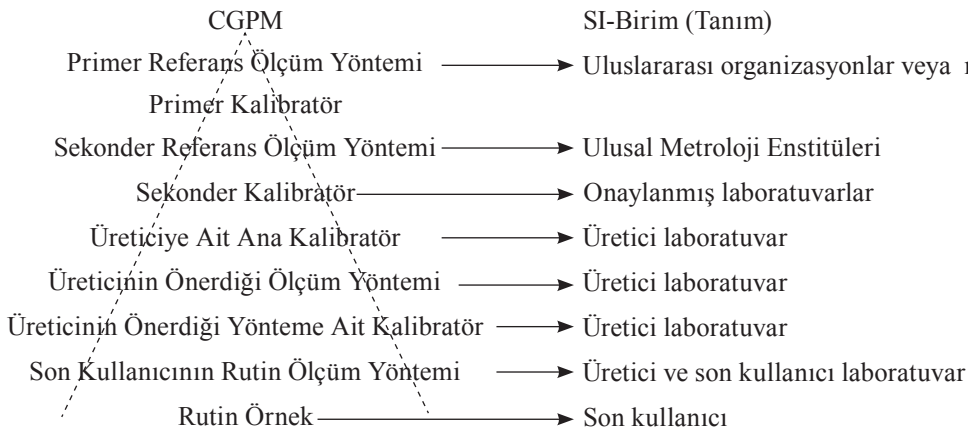 CGPM SI-Birim (Tanım)
Primer Referans Ölçüm Yöntemi Uluslararası organizasyonlar veya
Primer Kalibratör
Sekonder Referans Ölçüm Yöntemi Ulusal Metroloji Enstitüleri
Sekonder Kalibratör Onaylanmış laboratuvarlar
Üreticiye Ait Ana Kalibratör Üretici laboratuvar
Üreticinin Önerdiği Ölçüm Yöntemi Üretici laboratuvar
Üreticinin Önerdiği Yönteme Ait Kalibratör Üretici laboratuvar
Son Kullanıcının Rutin Ölçüm Yöntemi Üretici ve son kullanıcı laboratuvar
Rutin Örnek Son kullanıcı